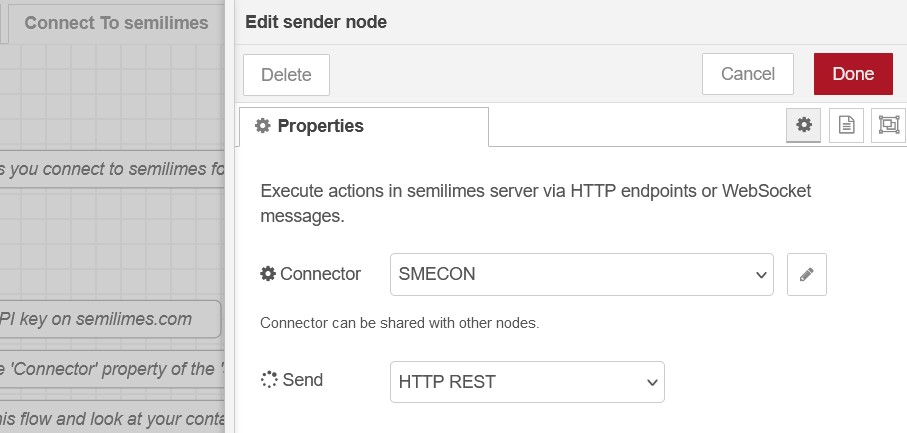 Connect To semilimes
Edit sender node
Delete
Cancel
Done
Properties
s you connect to semilimes fo
Execute actions in semilimes server via HTTP endpoints or WebSocket
messages.
Connector
SMECON
PI key on semilimes.com
Connector can be shared with other nodes.
e 'Connector' property of the '
Send
HTTP REST
his flow and look at your conta